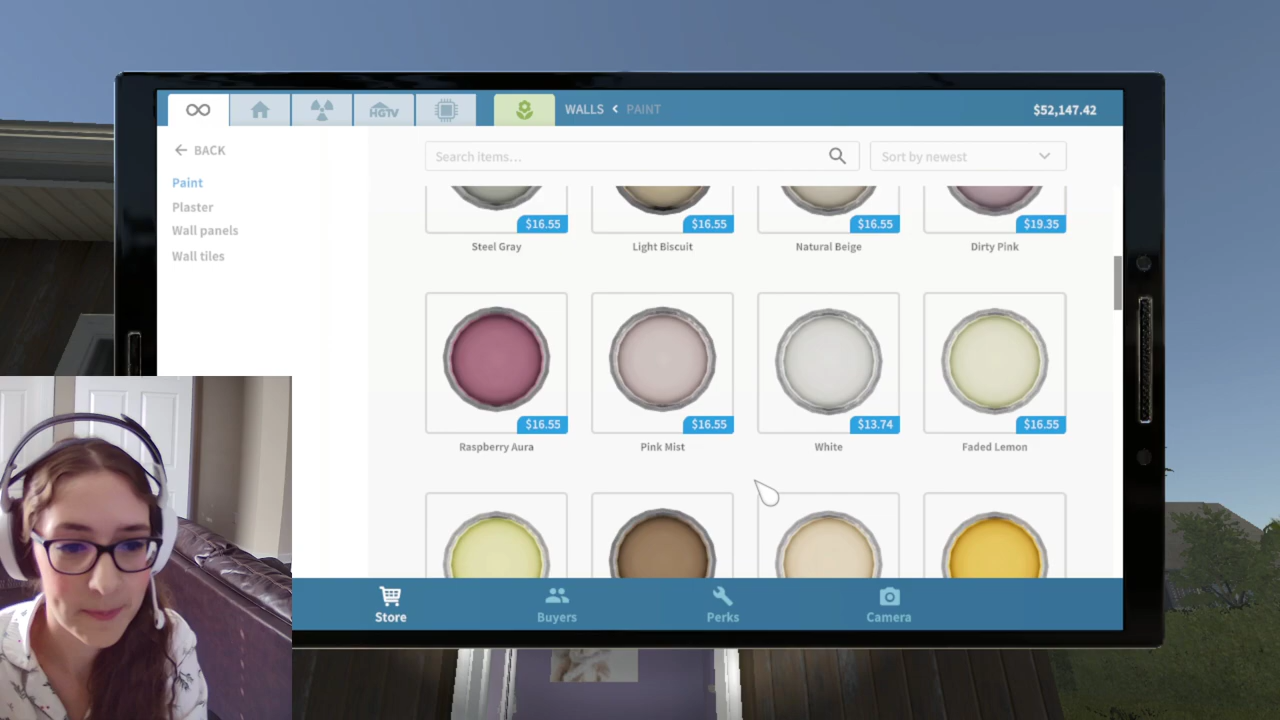 HGTV
WALLS < PAINT
$52,147.42
BACK
Search items...
Sort by newest
Paint
Plaster
Wall panels
Wall tiles
$16.55
$16.55
$16.55
$19.35
Steel Gray
Light Biscuit
Natural Beige
Dirty Pink
$16.55
$16.55
$13.74
$16.55
Raspberry Aura
Pink Mist
White
Faded Lemon
Store
Buyers
Perks
Camera